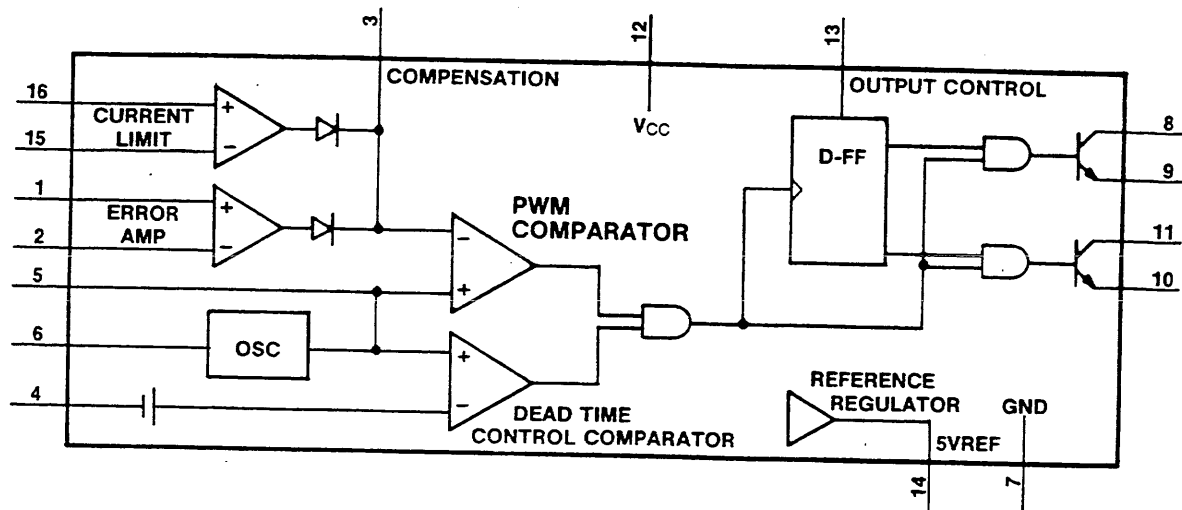 3
12
13
COMPENSATION
OUTPUT CONTROL
16
CURRENT
LIMIT
15
+
−
VCC
D-FF
8
9
1
ERROR
AMP
2
+
−
PWM
COMPARATOR
11
10
5
−
+
6
OSC
+
−
4
DEAD TIME
CONTROL COMPARATOR
REFERENCE
REGULATOR
GND
5VREF
14
7